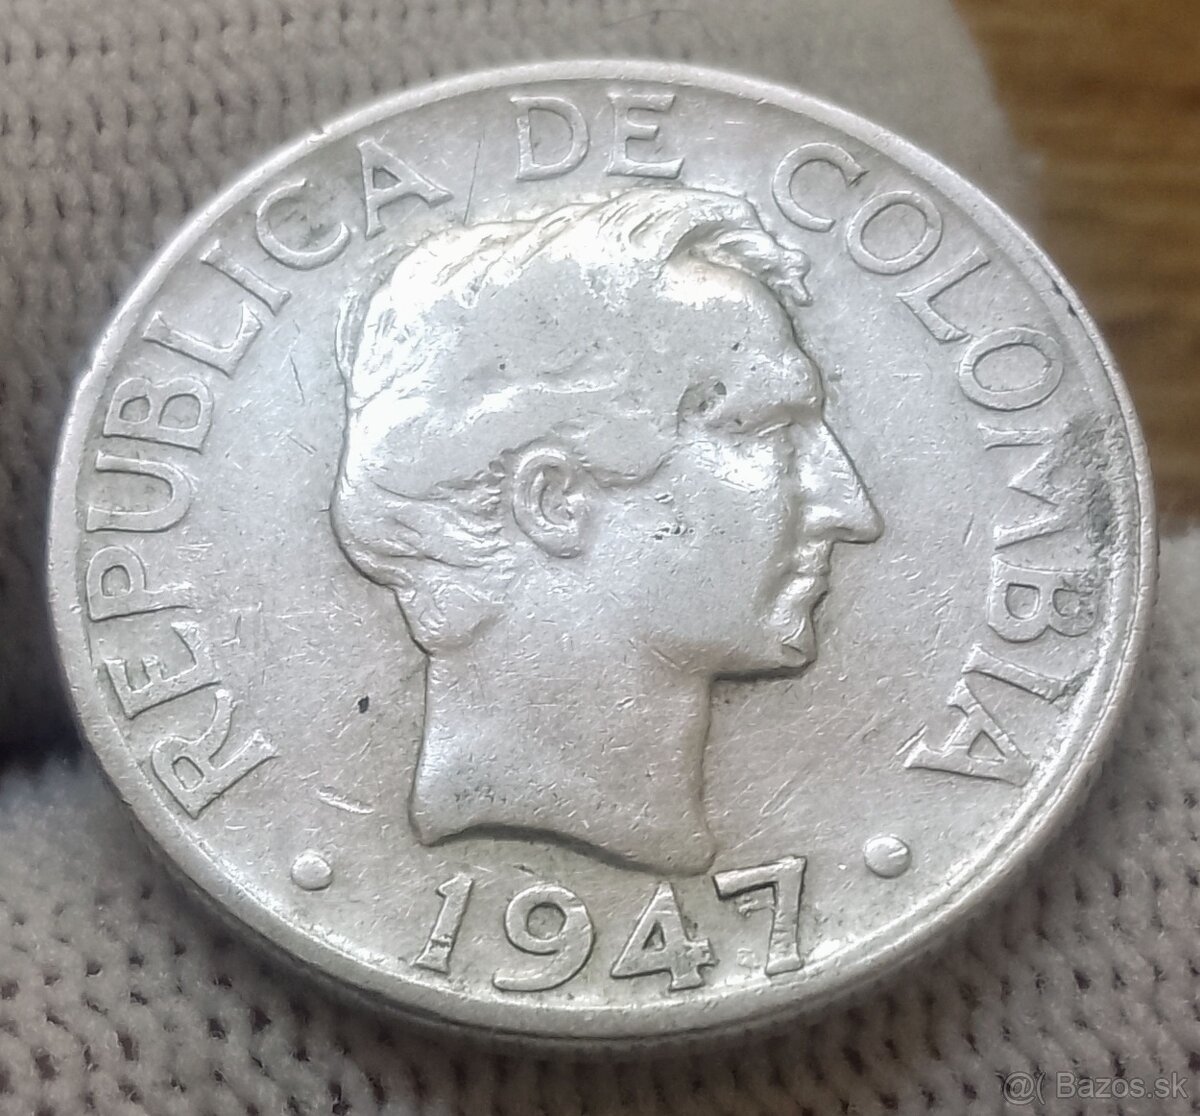 REPUBLICA DE COLOMBIA
• 1947 •
@( Bazos.sk